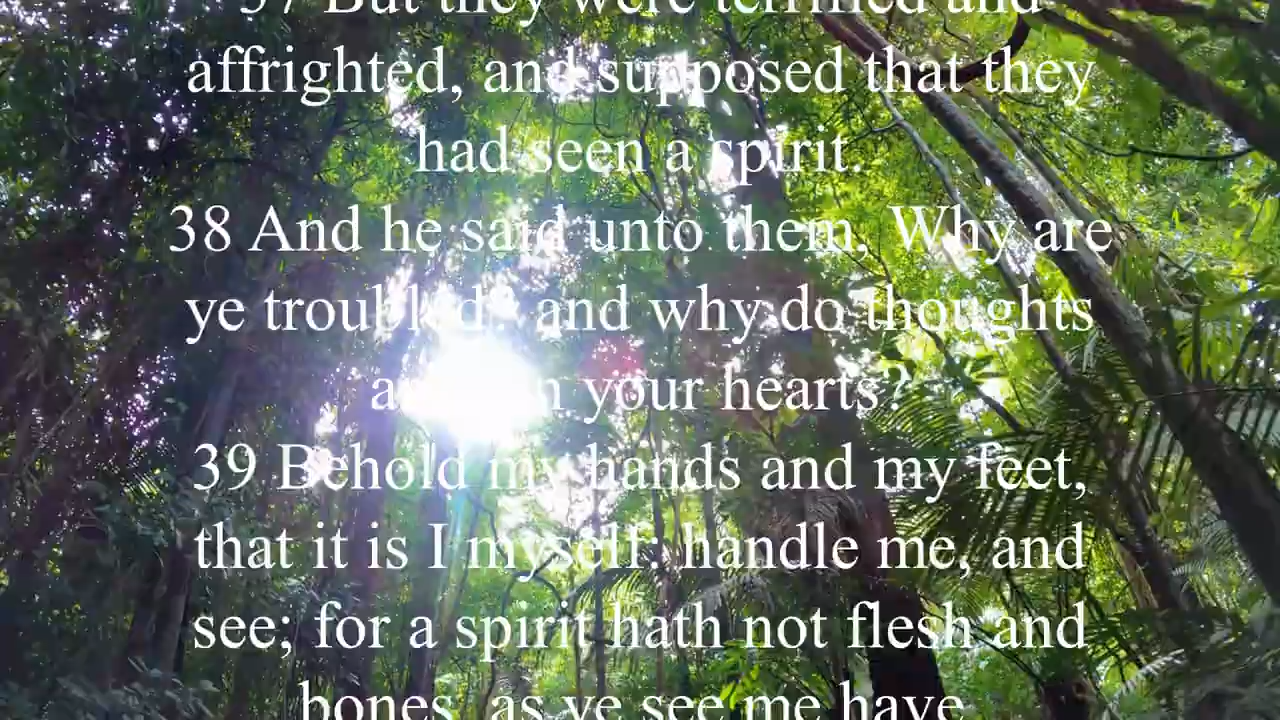 37 But they were terrified and
affrighted, and supposed that they
had seen a spirit.
38 And he said unto them, Why are
ye troubled? and why do thoughts
arise in your hearts?
39 Behold my hands and my feet,
that it is I myself: handle me, and
see; for a spirit hath not flesh and
bones, as ye see me have.